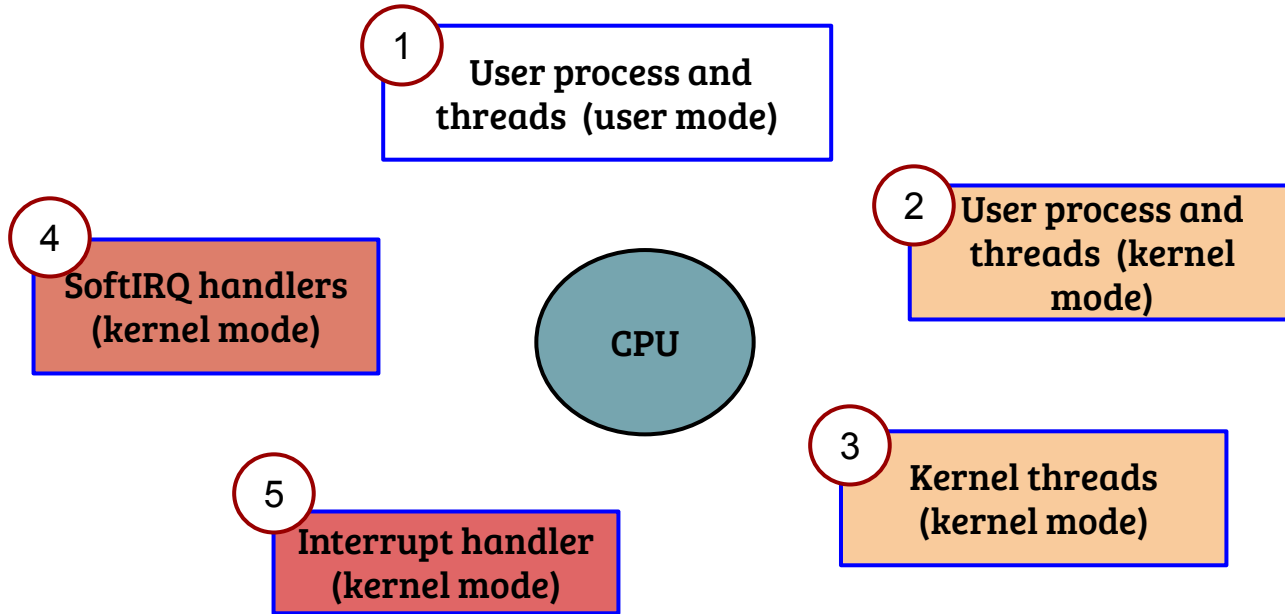 1
User process and
threads (user mode)
2
User process and
threads (kernel
mode)
4
SoftIRQ handlers
(kernel mode)
CPU
3
Kernel threads
(kernel mode)
5
Interrupt handler
(kernel mode)